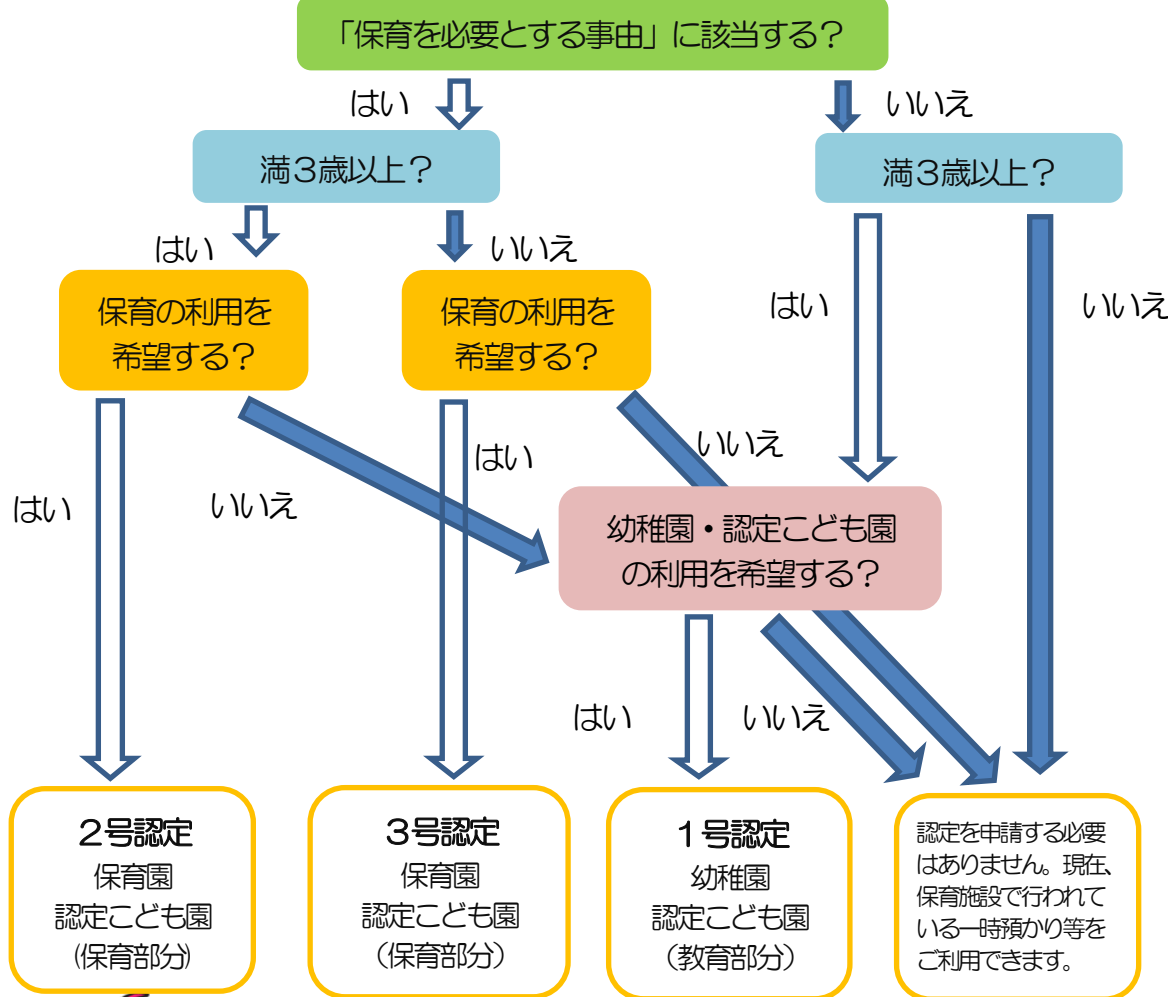 「保育を必要とする事由」に該当する？
はい
いいえ
満３歳以上？
満３歳以上？
はい
いいえ
保育の利用を
希望する？
保育の利用を
希望する？
はい
いいえ
はい
いいえ
はい
いいえ
幼稚園・認定こども園
の利用を希望する？
はい
いいえ
２号認定
保育園
認定こども園
(保育部分)
３号認定
保育園
認定こども園
（保育部分）
１号認定
幼稚園
認定こども園
（教育部分）
認定を申請する必要
はありません。現在、
保育施設で行われて
いる一時預かり等を
ご利用できます。